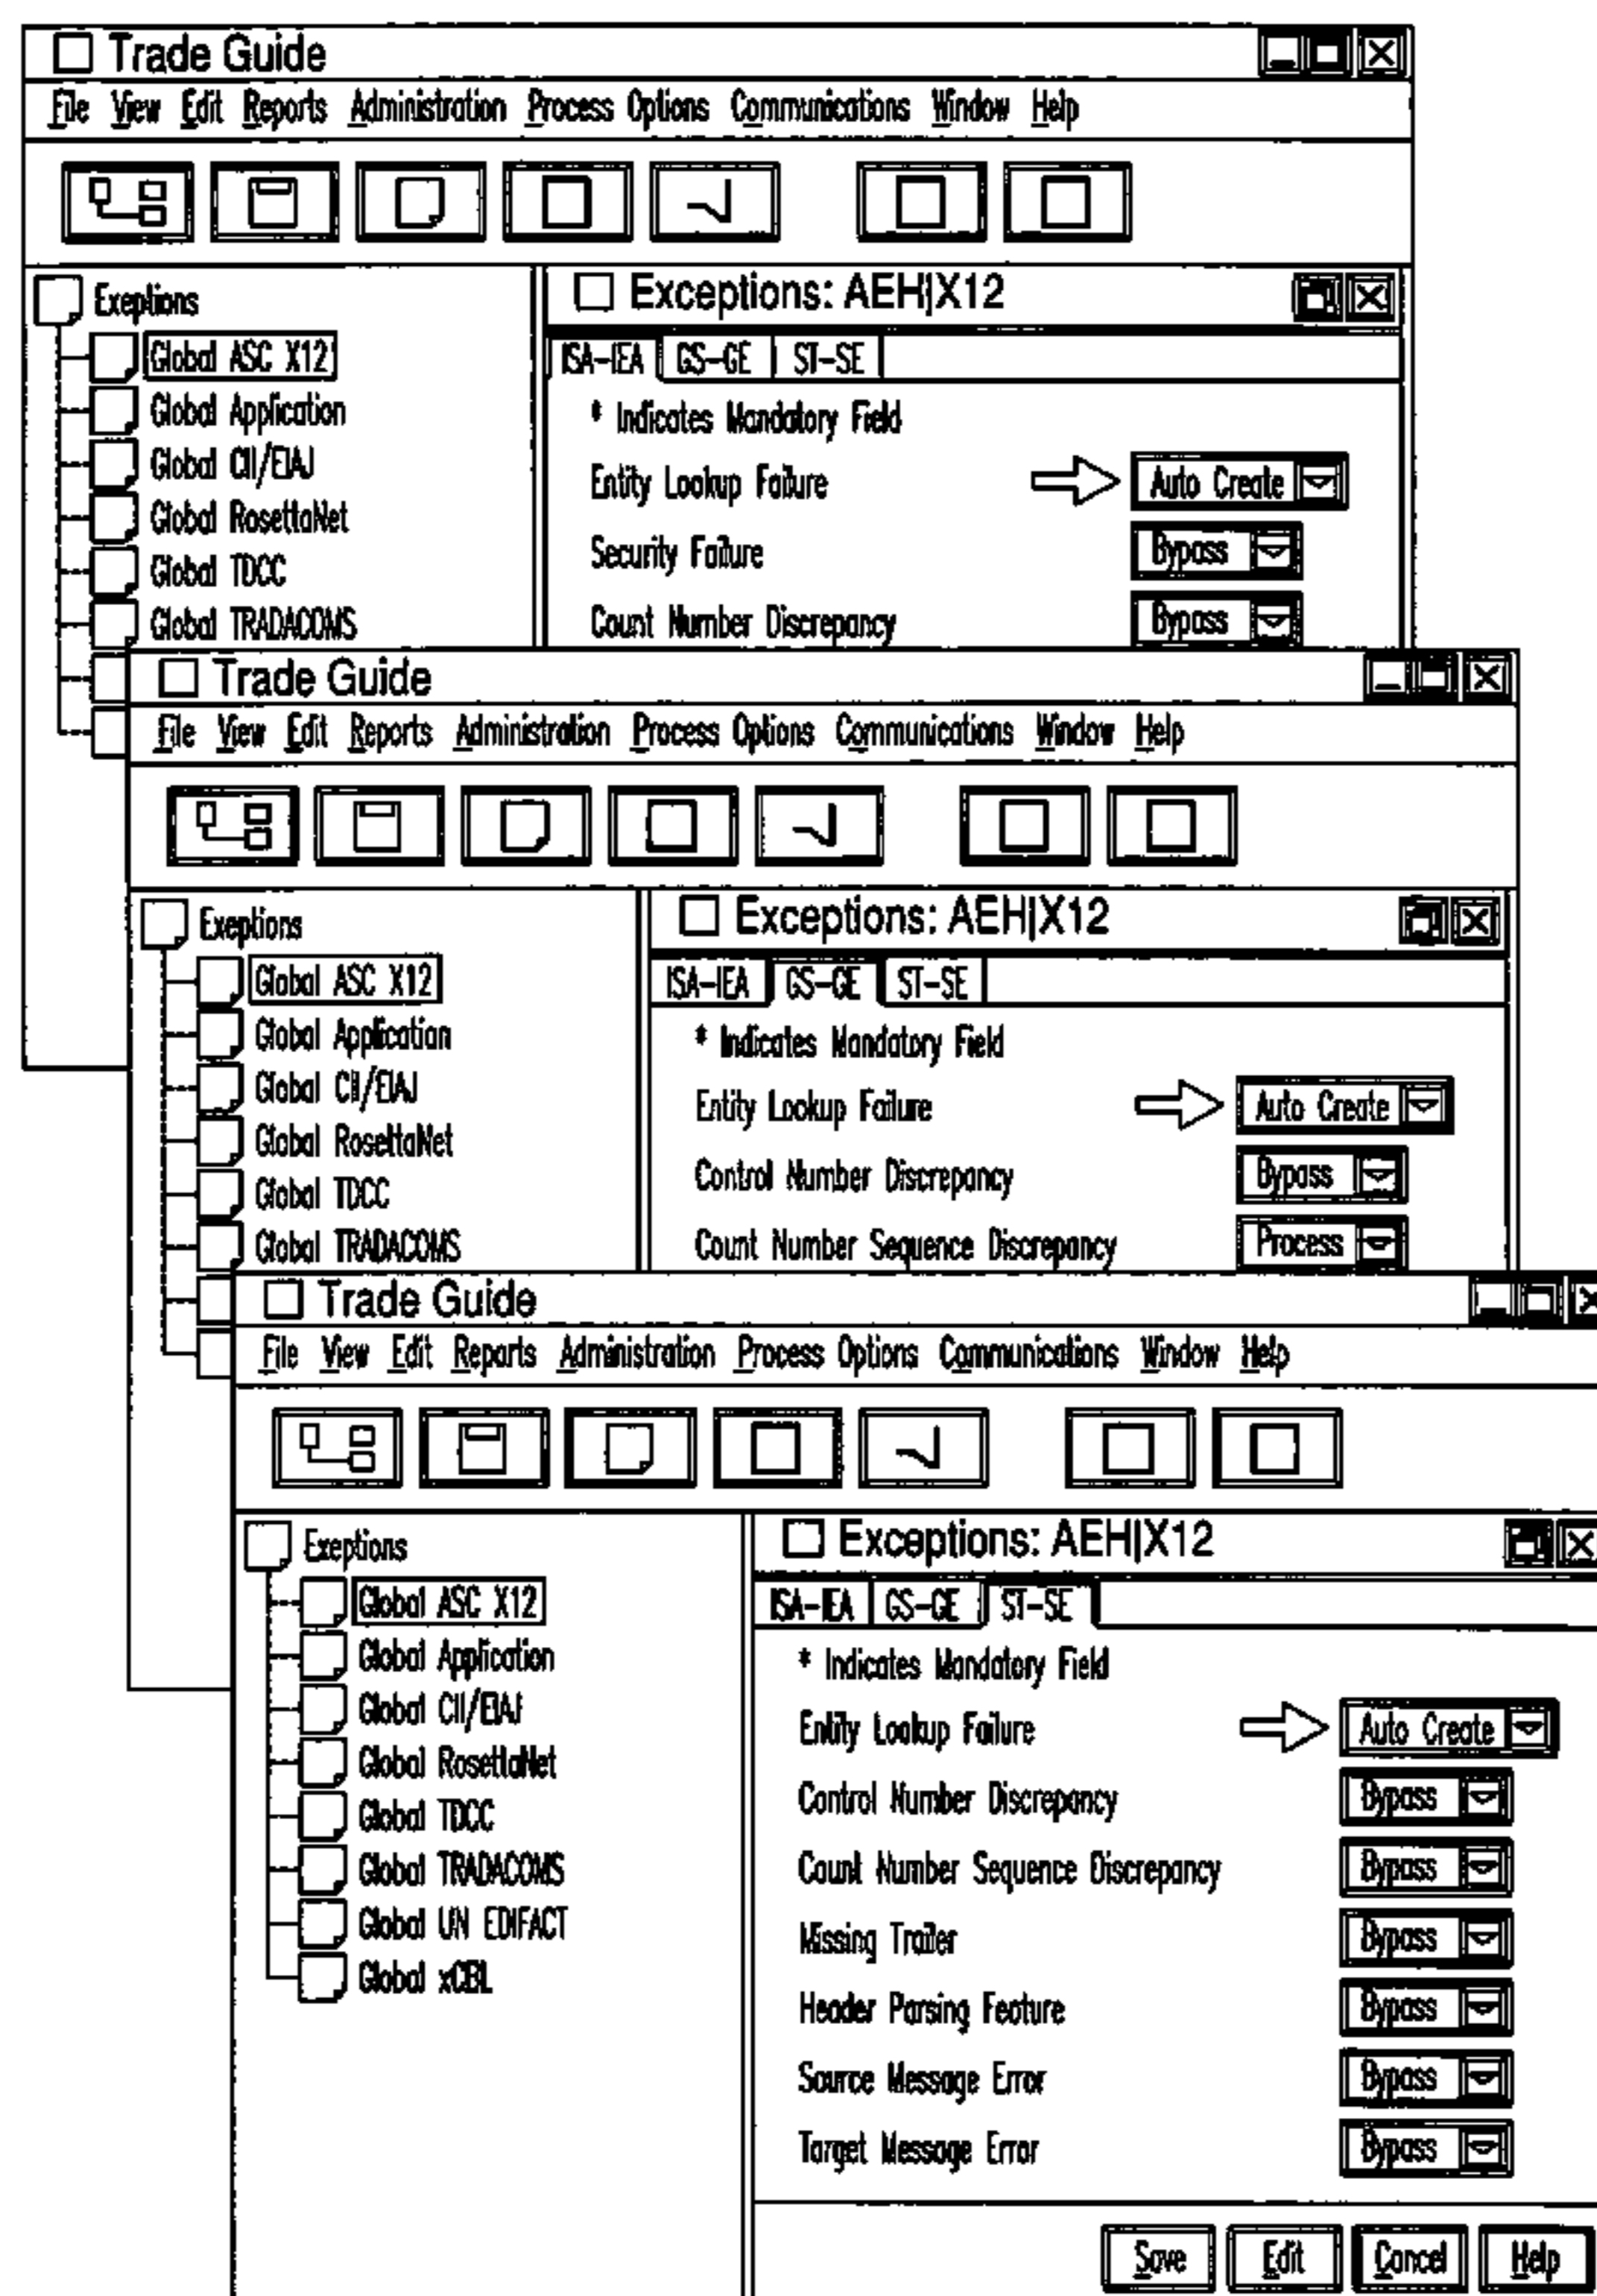 Trade Guide
File View Edit Reports Administration Process Options Communications Window Help
Exeptions
Global ASC X12
Global Application
Global CII/EIAJ
Global RosettaNet
Global TDCC
Global TRADACOMS
Exceptions: AEH|X12
ISA-IEA GS-GE ST-SE
* Indicates Mandatory Field
Entity Lookup Failure Auto Create
Security Failure Bypass
Count Number Discrepancy Bypass
Trade Guide
File View Edit Reports Administration Process Options Communications Window Help
Exeptions
Global ASC X12
Global Application
Global CII/EIAJ
Global RosettaNet
Global TDCC
Global TRADACOMS
Exceptions: AEH|X12
ISA-IEA GS-GE ST-SE
* Indicates Mandatory Field
Entity Lookup Failure Auto Create
Control Number Discrepancy Bypass
Count Number Sequence Discrepancy Process
Trade Guide
File View Edit Reports Administration Process Options Communications Window Help
Exeptions
Global ASC X12
Global Application
Global CII/EIAJ
Global RosettaNet
Global TDCC
Global TRADACOMS
Global UN EDIFACT
Global xCBL
Exceptions: AEH|X12
ISA-IEA GS-GE ST-SE
* Indicates Mandatory Field
Entity Lookup Failure Auto Create
Control Number Discrepancy Bypass
Count Number Sequence Discrepancy Bypass
Missing Trailer Bypass
Header Parsing Feature Bypass
Source Message Error Bypass
Target Message Error Bypass
Save Edit Cancel Help